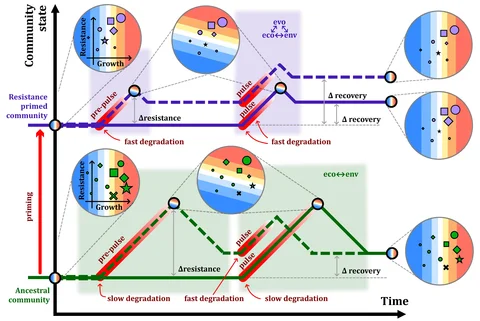 Community
state
Resistance
Growth
evo
eco↔env
pre-pulse
pulse
pulse
Δresistance
Δ recovery
Resistance
primed
community
fast degradation
fast degradation
priming
Resistance
Growth
eco↔env
pre-pulse
pulse
pulse
Δresistance
Δ recovery
Ancestral
community
slow degradation
fast degradation
slow degradation
Time